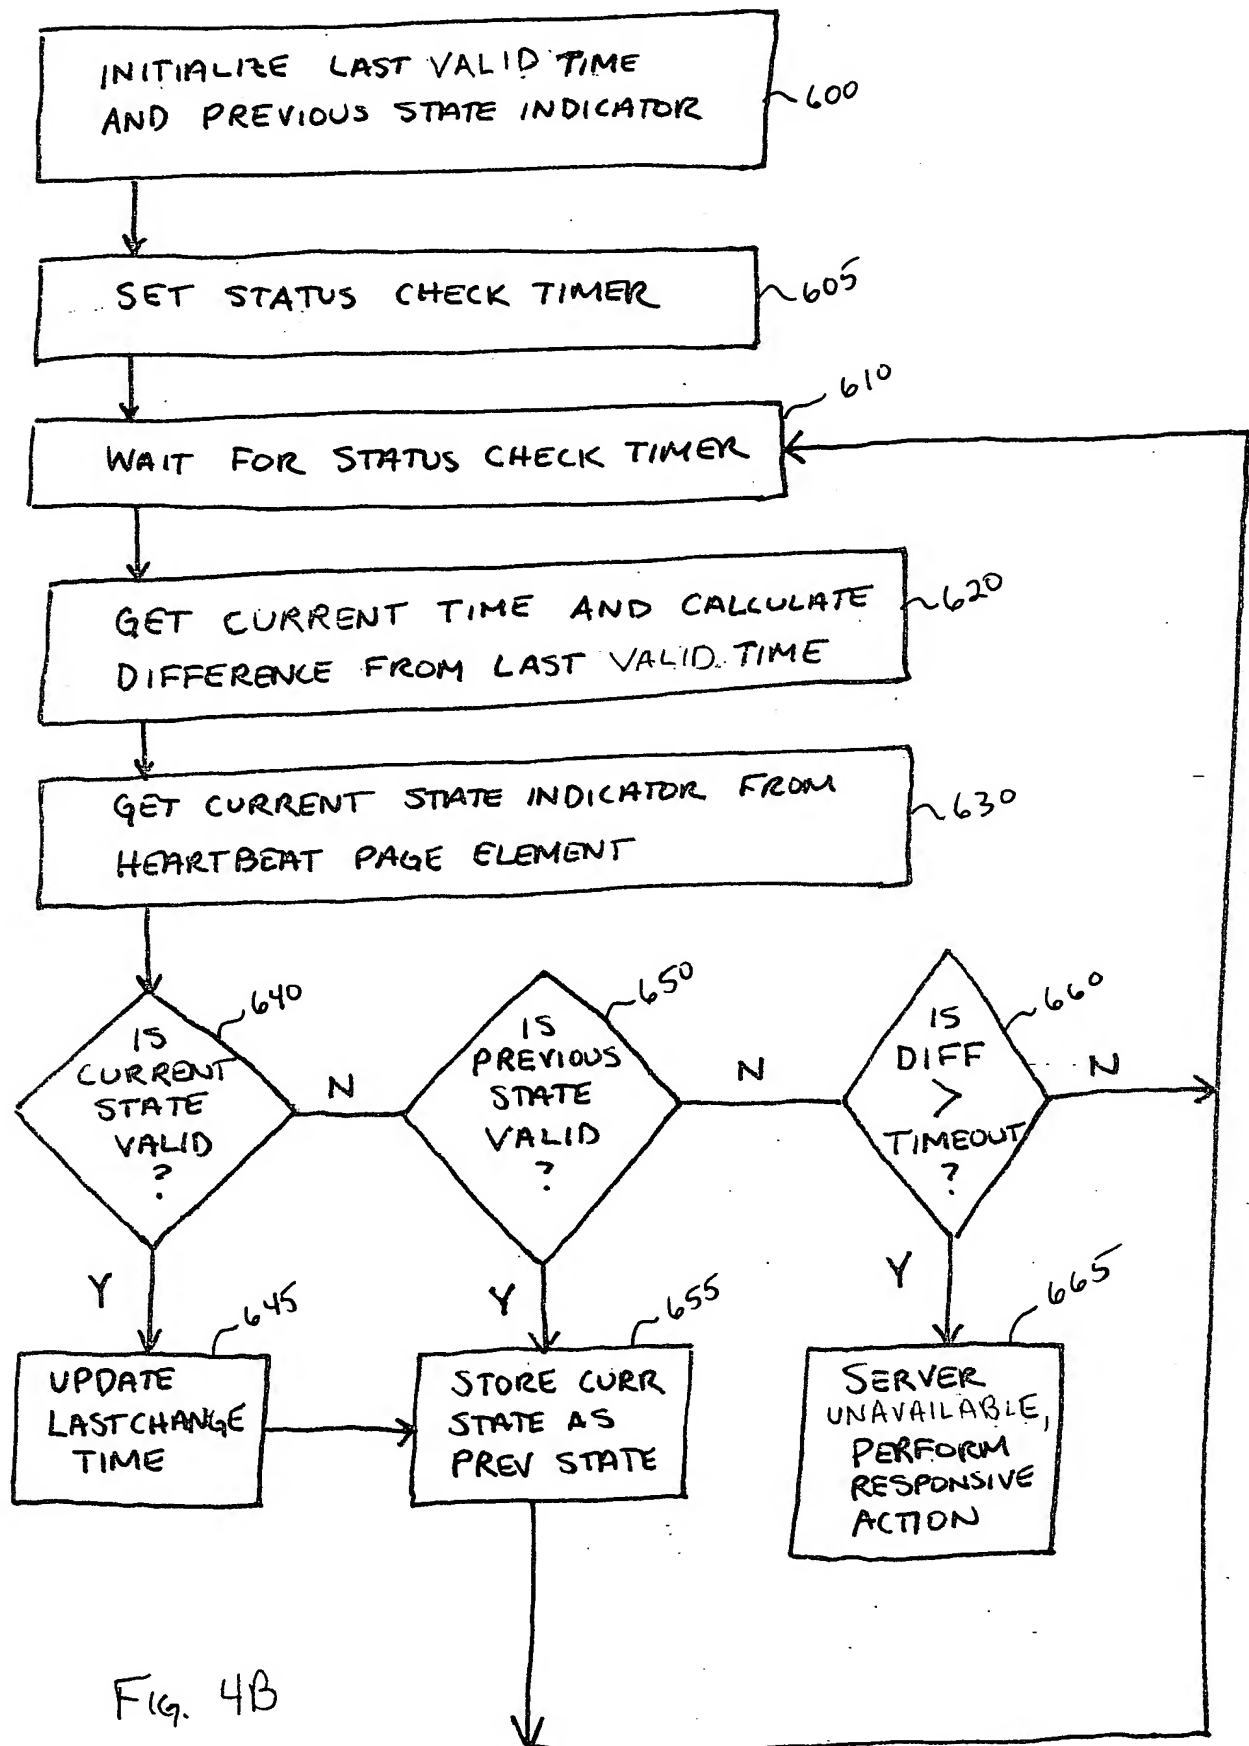 INITIALIZE LAST VALID TIME
AND PREVIOUS STATE INDICATOR
600
SET STATUS CHECK TIMER
605
610
WAIT FOR STATUS CHECK TIMER
GET CURRENT TIME AND CALCULATE
DIFFERENCE FROM LAST VALID TIME
620
GET CURRENT STATE INDICATOR FROM
HEARTBEAT PAGE ELEMENT
630
640
IS
CURRENT
STATE
VALID
?
N
650
IS
PREVIOUS
STATE
VALID
?
N
660
IS
DIFF
>
TIMEOUT
?
N
Y
645
UPDATE
LASTCHANGE
TIME
Y
655
STORE CURR
STATE AS
PREV STATE
Y
665
SERVER
UNAVAILABLE,
PERFORM
RESPONSIVE
ACTION
FIG. 4B